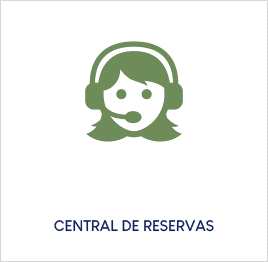 CENTRAL DE RESERVAS